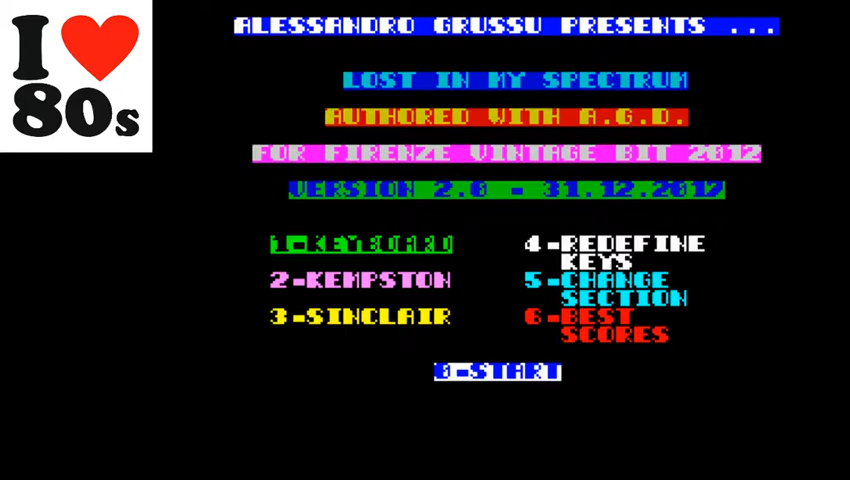 I
80s
ALESSANDRO GRUSSU PRESENTS ...
LOST IN MY SPECTRUM
AUTHORED WITH A.G.D.
FOR FIRENZE VINTAGE BIT 2012
VERSION 2.0 - 31.12.2017
1-KEYBOARD
2-KEMPSTON
3-SINCLAIR
4-REDEFINE
KEYS
5-CHANGE
SECTION
6-BEST
SCORES
0-START